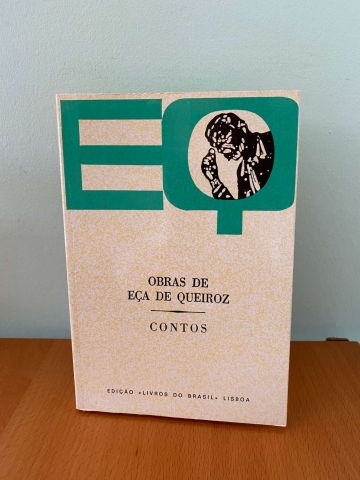 EQ
OBRAS DE
EÇA DE QUEIROZ
CONTOS
EDIÇÃO «LIVROS DO BRASIL» LISBOA